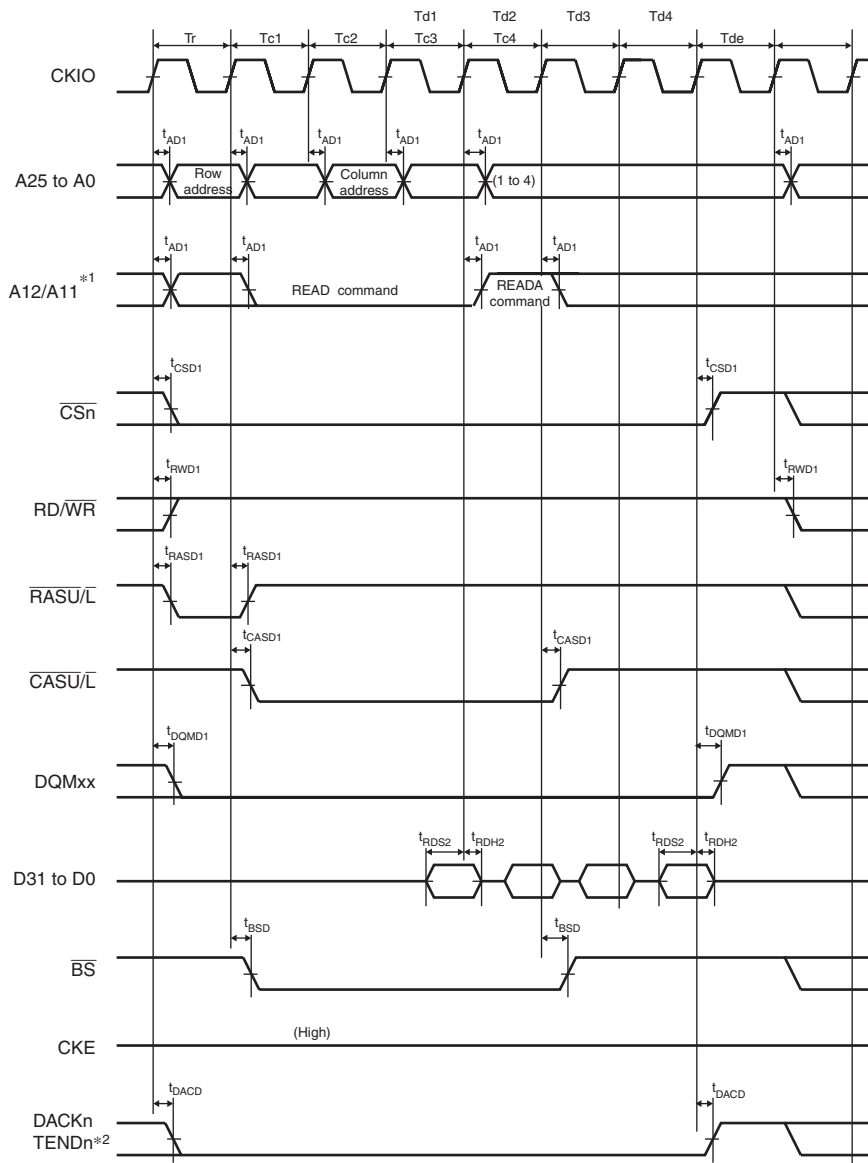 Td1 Td2 Td3 Td4
Tr Tc1 Tc2 Tc3 Tc4 Tde
CKIO
tAD1 tAD1 tAD1 tAD1 tAD1 tAD1
A25 to A0
Row address
Column address
(1 to 4)
tAD1 tAD1 tAD1 tAD1
A12/A11 *1
READ command
READA command
tCSD1 tCSD1
CSn
tRWD1 tRWD1
RD/WR
tRASD1 tRASD1
RASU/L
tCASD1 tCASD1
CASU/L
tDQMD1 tDQMD1
DQMxx
tRDS2 tRDH2 tRDS2 tRDH2
D31 to D0
tBSD tBSD
BS
(High)
CKE
tDACD tDACD
DACKn
TENDn*2